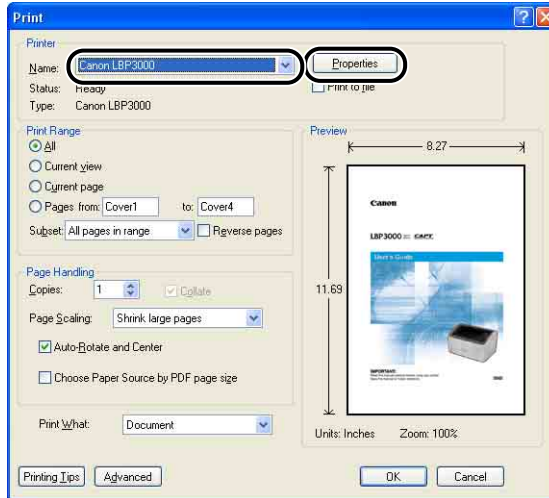 Print
Printer
Name: Canon LBP3000 Properties
Status: Ready Print to file
Type: Canon LBP3000
Print Range
All
Current view
Current page
Pages from: Cover1 to: Cover4
Subset: All pages in range Reverse pages
Preview
8.27
11.69
Canon
LBP3000 CAPT
User's Guide
IMPORTANT:
Units: Inches Zoom: 100%
Page Handling
Copies: 1 Collate
Page Scaling: Shrink large pages
Auto-Rotate and Center
Choose Paper Source by PDF page size
Print What: Document
Printing Tips Advanced OK Cancel